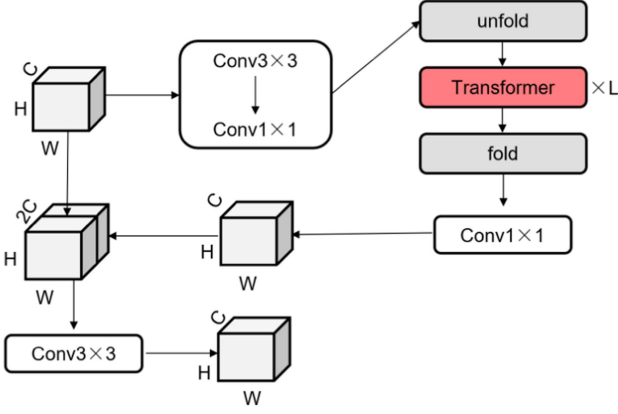 unfold
C
Conv3×3
Transformer
×L
H
Conv1×1
W
fold
2C
C
Conv1×1
H
H
W
W
C
Conv3×3
H
W